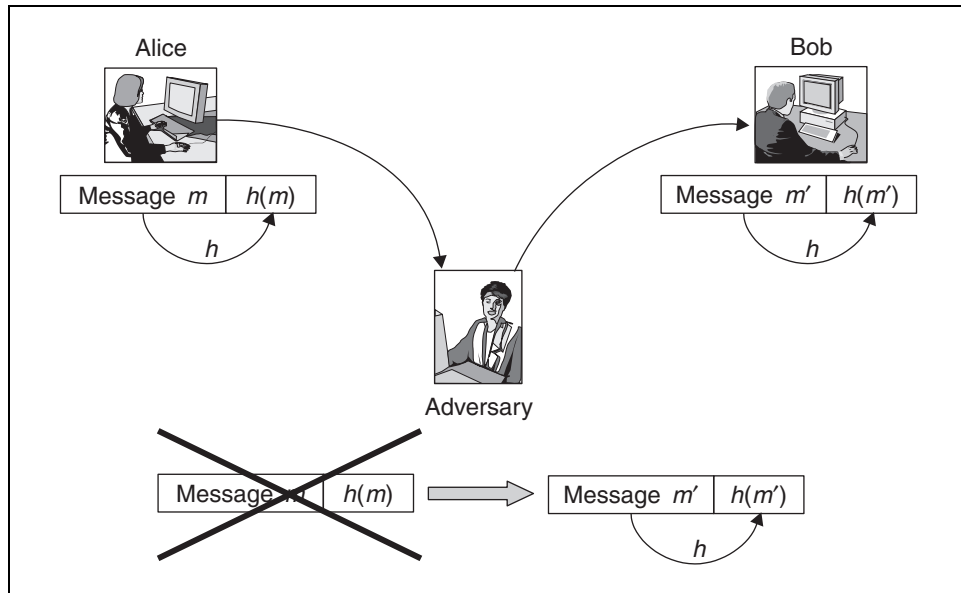 Alice
Bob
Message m h(m)
h
Message m′ h(m′)
h
Adversary
Message m h(m)
Message m′ h(m′)
h